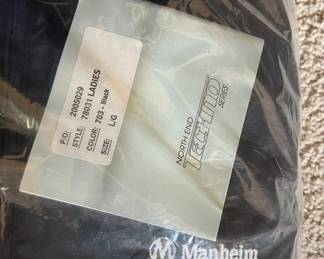 P.O: 2005029
STYLE: 78031 LADIES
COLOR: 703 - Black
SIZE: L/G
NORTH END
TECHNO
SERIES
Manheim